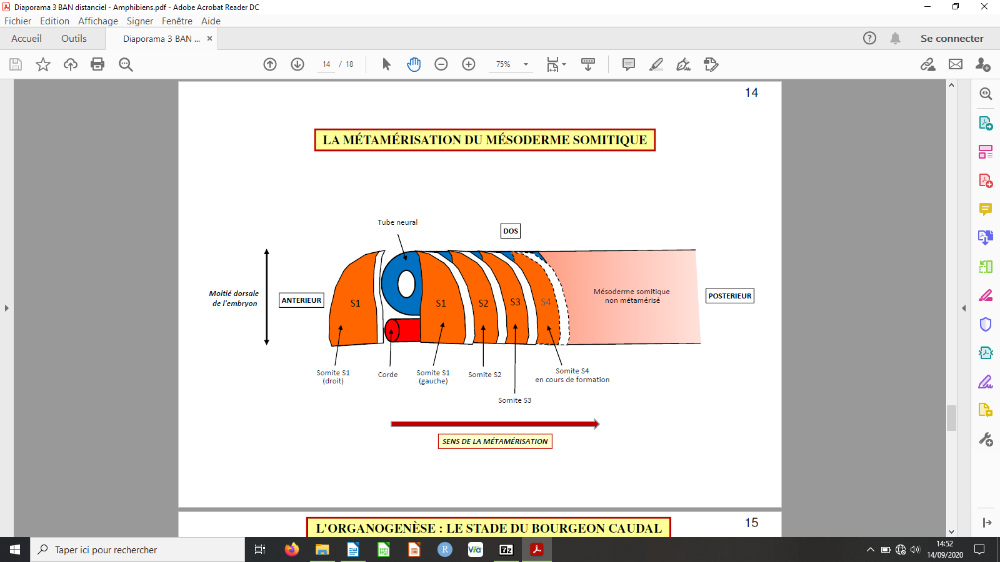 Diaporama 3 BAN distanciel - Amphibiens.pdf - Adobe Acrobat Reader DC
Fichier Edition Affichage Signer Fenêtre Aide
Accueil Outils Diaporama 3 BAN ... × Se connecter
14 / 18 75%
14
LA MÉTAMÉRISATION DU MÉSODERME SOMITIQUE
Tube neural
DOS
Moitié dorsale
de l'embryon
ANTERIEUR
S1
S1
S2
S3
S4
Mésoderme somitique
non métamérisé
POSTERIEUR
Somite S1
(droit)
Corde
Somite S1
(gauche)
Somite S2
Somite S4
en cours de formation
Somite S3
SENS DE LA MÉTAMÉRISATION
15
L'ORGANOGENÈSE : LE STADE DU BOURGEON CAUDAL
Taper ici pour rechercher
R
Via
7z
14:52
14/09/2020